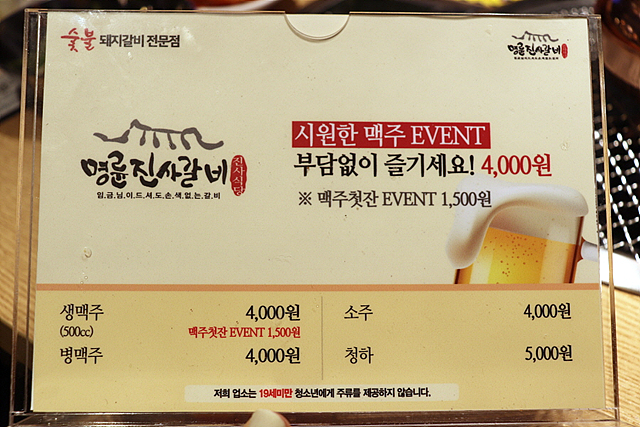 숯불 돼지갈비 전문점
명륜진사갈비
시원한 맥주 EVENT
부담없이 즐기세요! 4,000원
※ 맥주첫잔 EVENT 1,500원
명륜진사갈비 진사식당
임금님이드셔도손색없는갈비
생맥주 4,000원
(500cc) 맥주첫잔 EVENT 1,500원
병맥주 4,000원
소주 4,000원
청하 5,000원
저희 업소는 19세미만 청소년에게 주류를 제공하지 않습니다.